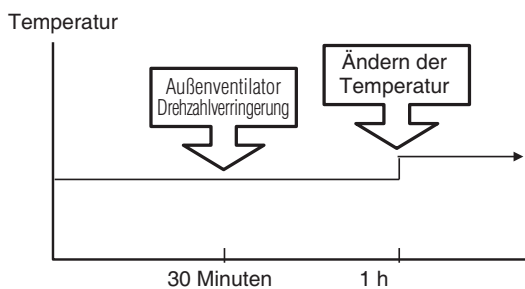 Temperatur
Außenventilator
Drehzahlverringerung
Ändern der
Temperatur
30 Minuten
1 h